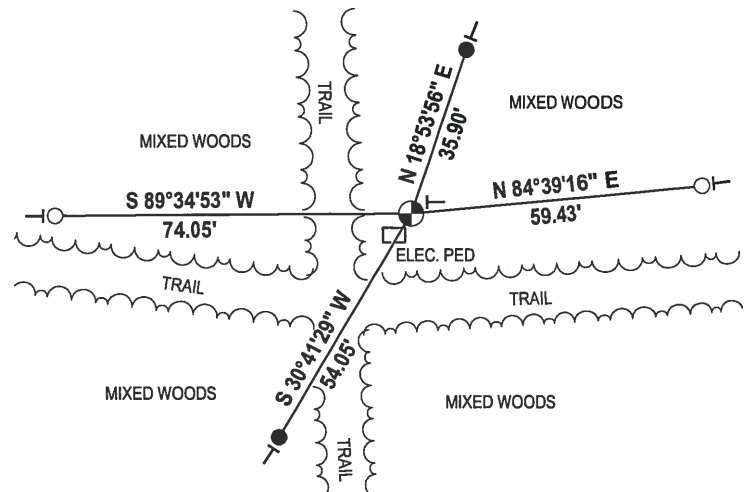 TRAIL
MIXED WOODS
N 18°53'56" E
35.90'
MIXED WOODS
S 89°34'53" W
74.05'
N 84°39'16" E
59.43'
ELEC. PED
TRAIL
TRAIL
S 30°41'29" W
54.05'
MIXED WOODS
MIXED WOODS
TRAIL